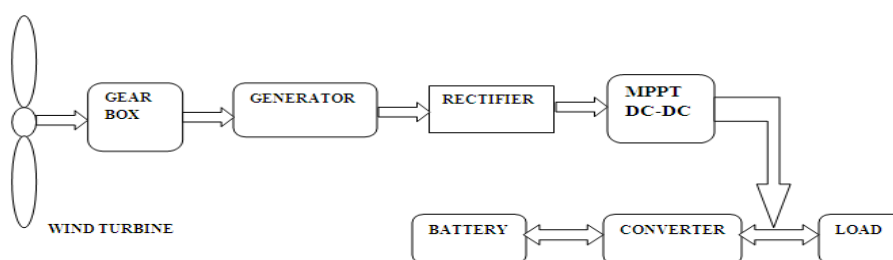 GEAR
BOX
GENERATOR
RECTIFIER
MPPT
DC-DC
WIND TURBINE
BATTERY
CONVERTER
LOAD